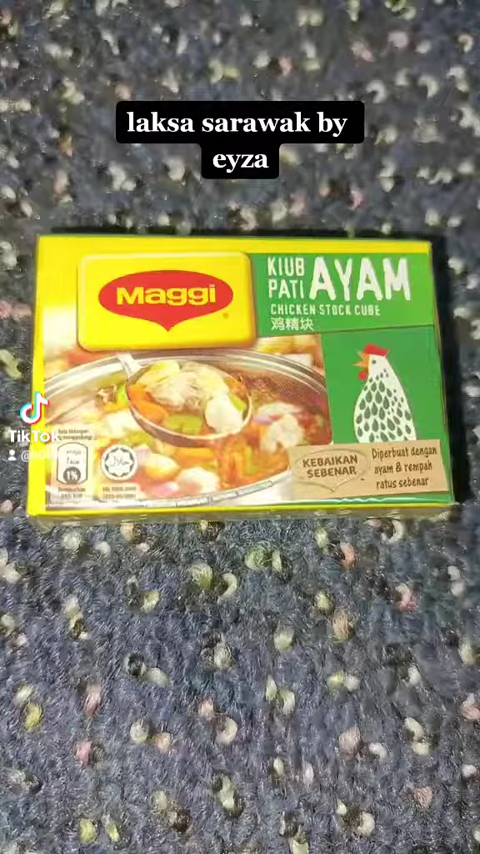 laksa sarawak by
eyza
Maggi
KIUB
PATI AYAM
CHICKEN STOCK CUBE
鸡精块
KEBAIKAN
SEBENAR
Diperbuat dengan
ayam & rempah
ratus sebenar
1%
TikTok